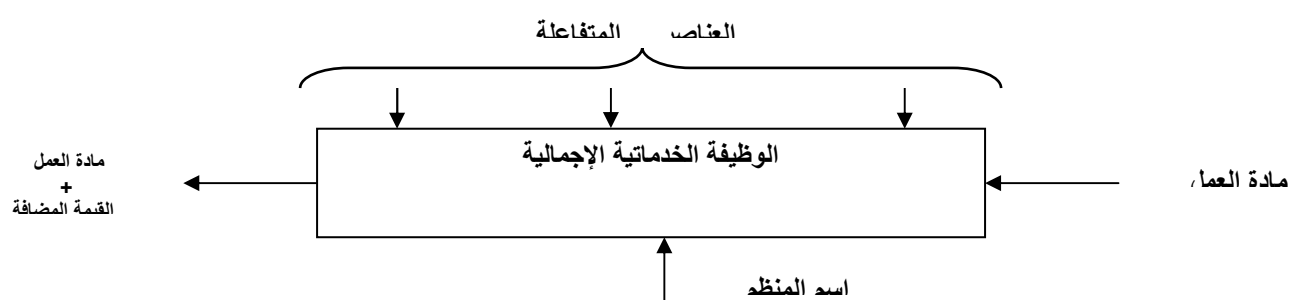 العناصر المتفاعلة
الوظيفة الخدماتية الإجمالية
مادة العمل
مادة العمل
+
القيمة المضافة
اسم المنظم